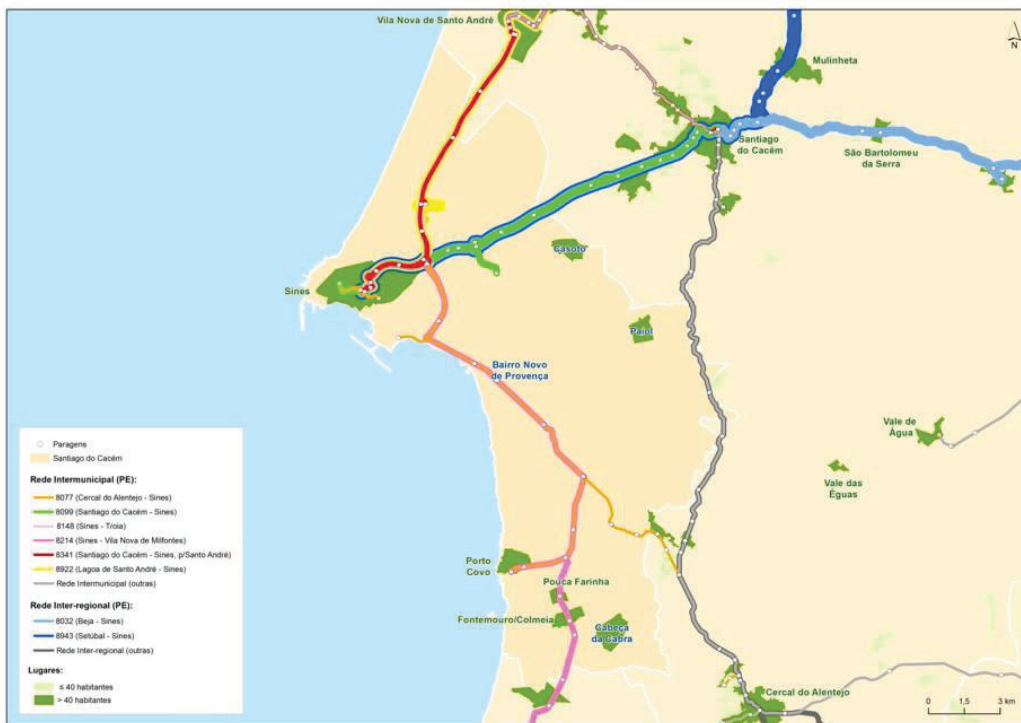 Vila Nova de Santo André
N
Mulinheta
Santiago
do Cacém
São Bartolomeu
da Serra
Casoto
Sines
Paiol
Bairro Novo
de Provença
Vale de
Água
Vale das
Éguas
Porto
Covo
Pouca Farinha
Fontemouro/Colmeia
Cabeça
da Cabra
Cercal do Alentejo
Paragens
Santiago do Cacém
Rede Intermunicipal (PE):
8077 (Cercal do Alentejo - Sines)
8099 (Santiago do Cacém - Sines)
8148 (Sines - Troia)
8214 (Sines - Vila Nova de Milfontes)
8341 (Santiago do Cacém - Sines, p/Santo André)
8922 (Lagoa de Santo André - Sines)
Rede Intermunicipal (outras)
Rede Inter-regional (PE):
8032 (Beja - Sines)
8943 (Setúbal - Sines)
Rede Inter-regional (outras)
Lugares:
≤ 40 habitantes
> 40 habitantes
0 1,5 3 km